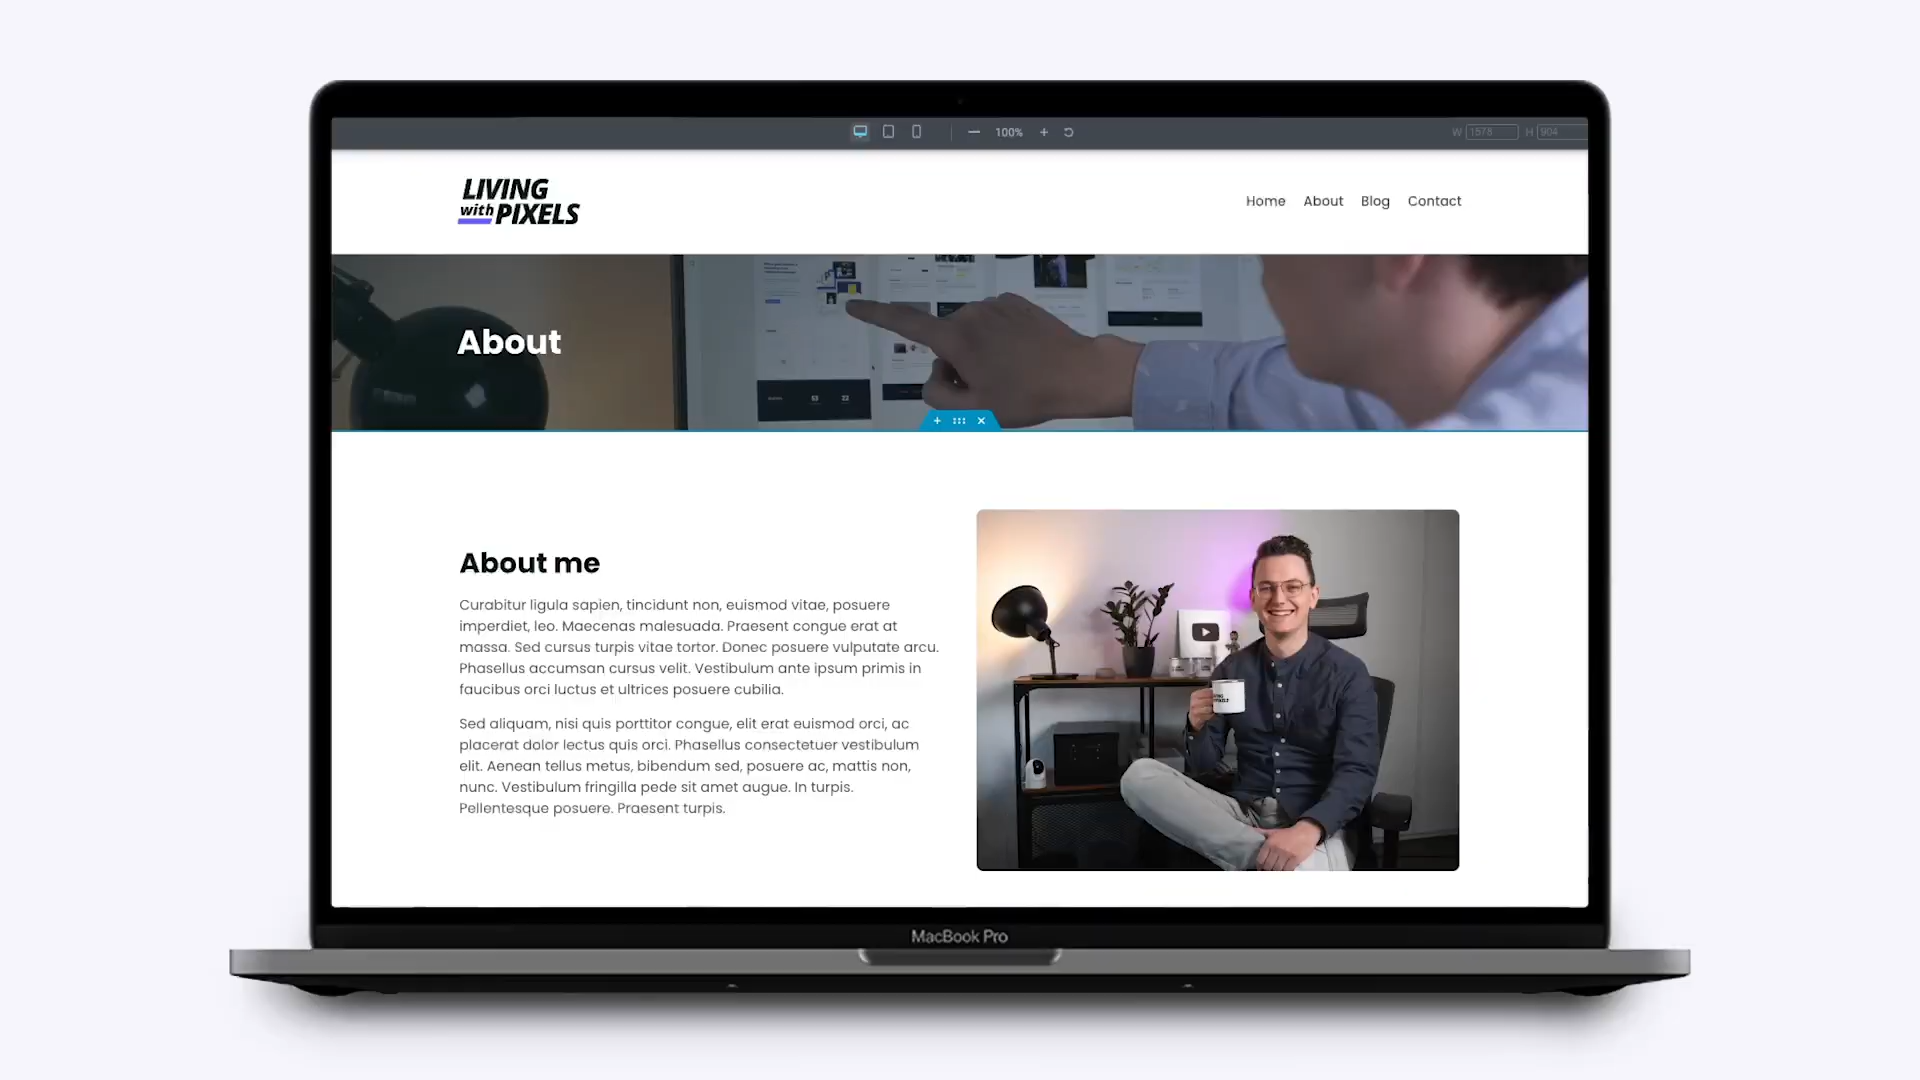 100%
W 1578 H 904
LIVING
with PIXELS
Home About Blog Contact
About
About me
Curabitur ligula sapien, tincidunt non, euismod vitae, posuere
imperdiet, leo. Maecenas malesuada. Praesent congue erat at
massa. Sed cursus turpis vitae tortor. Donec posuere vulputate arcu.
Phasellus accumsan cursus velit. Vestibulum ante ipsum primis in
faucibus orci luctus et ultrices posuere cubilia.
Sed aliquam, nisi quis porttitor congue, elit erat euismod orci, ac
placerat dolor lectus quis orci. Phasellus consectetuer vestibulum
elit. Aenean tellus metus, bibendum sed, posuere ac, mattis non,
nunc. Vestibulum fringilla pede sit amet augue. In turpis.
Pellentesque posuere. Praesent turpis.
MacBook Pro